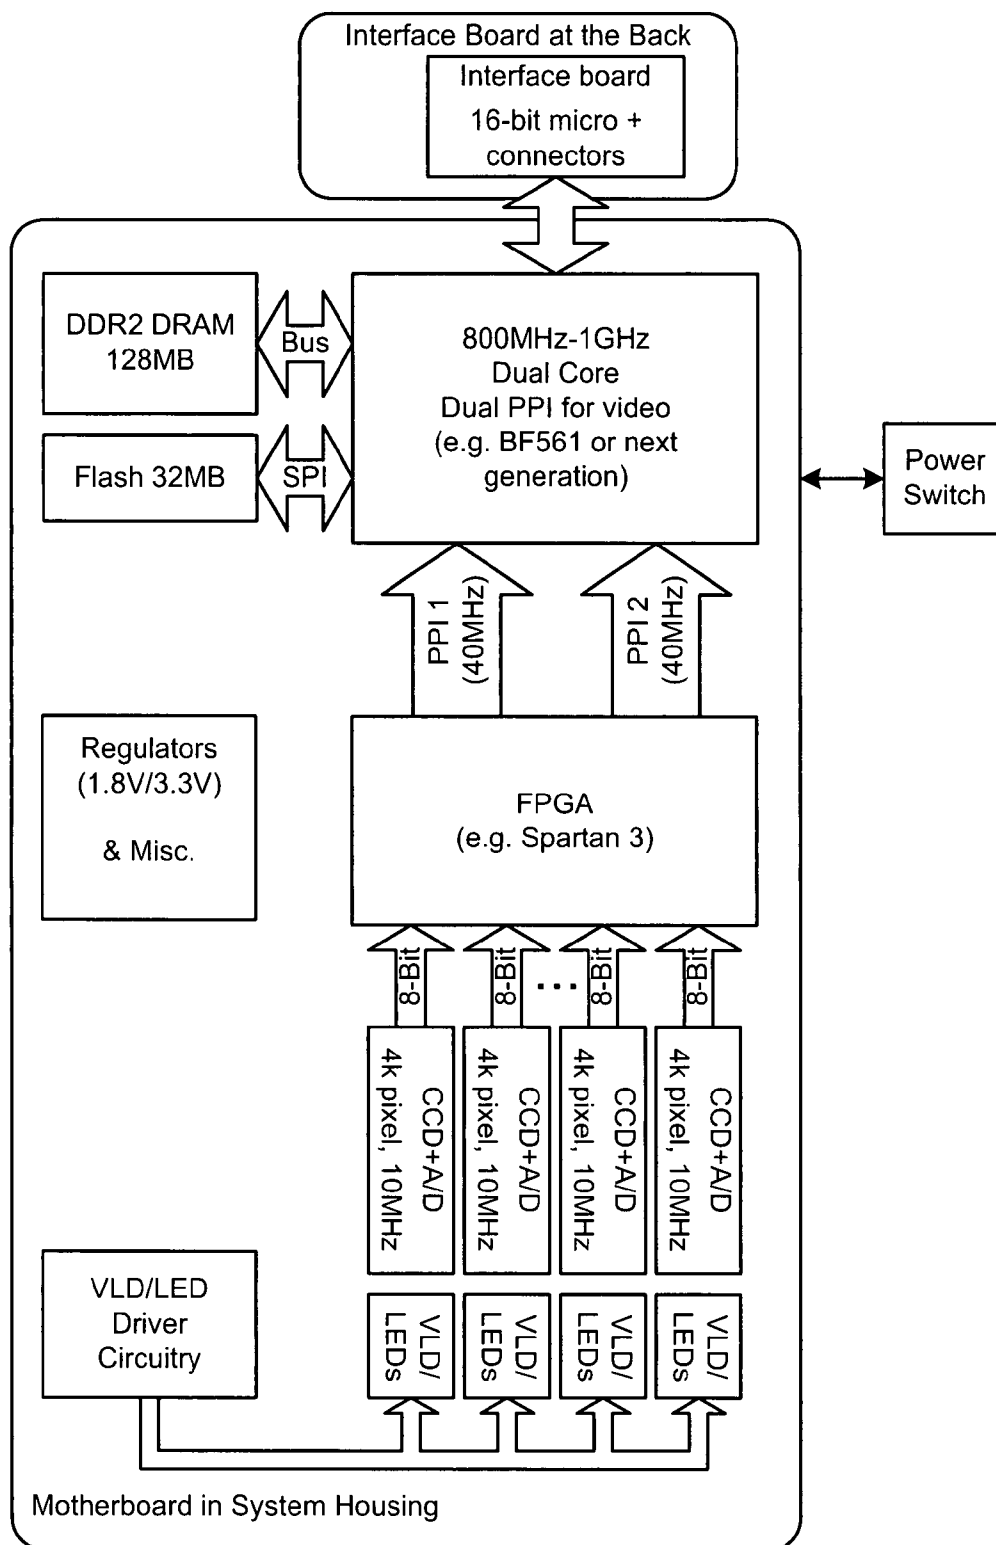 Interface Board at the Back
Interface board
16-bit micro +
connectors
DDR2 DRAM
128MB
Bus
800MHz-1GHz
Dual Core
Dual PPI for video
(e.g. BF561 or next
generation)
Flash 32MB
SPI
Power
Switch
PPI 1
(40MHz)
PPI 2
(40MHz)
Regulators
(1.8V/3.3V)
& Misc.
FPGA
(e.g. Spartan 3)
8-Bit
8-Bit
...
8-Bit
8-Bit
CCD+A/D
4k pixel, 10MHz
CCD+A/D
4k pixel, 10MHz
CCD+A/D
4k pixel, 10MHz
CCD+A/D
4k pixel, 10MHz
VLD/LED
Driver
Circuitry
VLD/
LEDs
VLD/
LEDs
VLD/
LEDs
VLD/
LEDs
Motherboard in System Housing